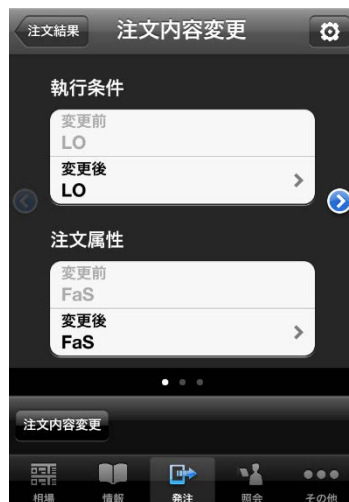 注文結果
注文内容変更
執行条件
変更前
LO
変更後
LO
注文属性
変更前
FaS
変更後
FaS
注文内容変更
相場 情報 発注 照会 その他